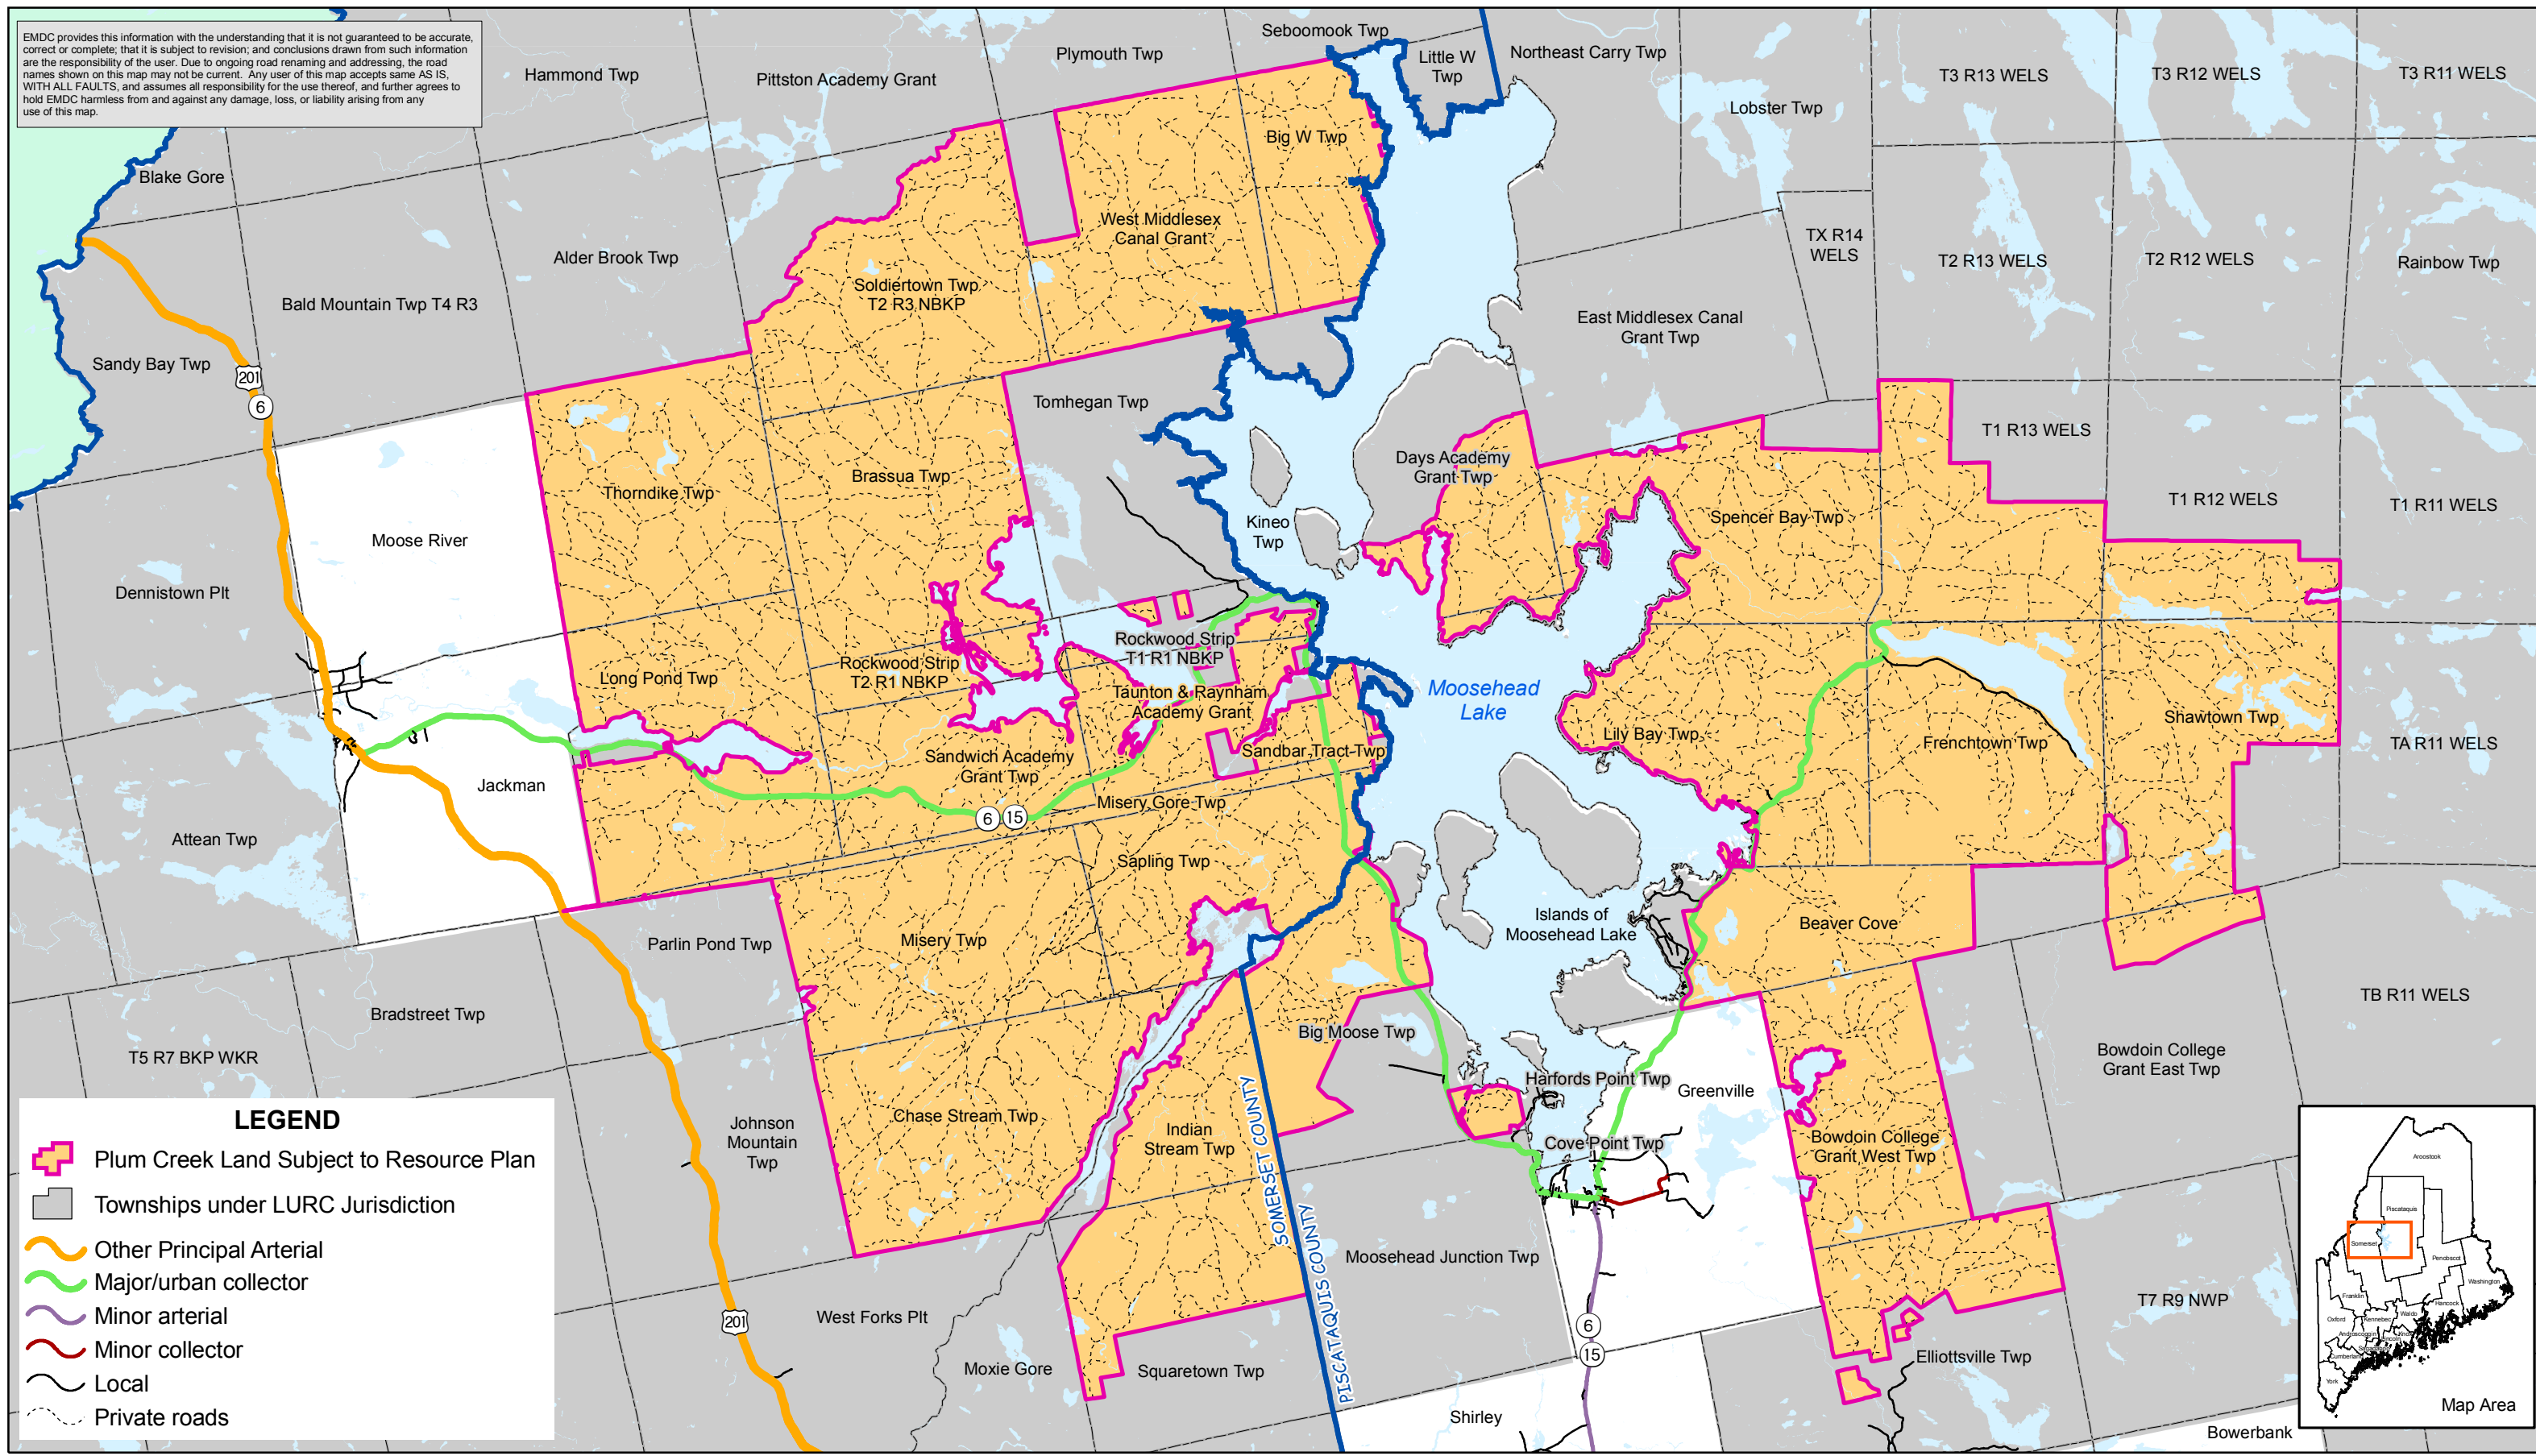 EMDC provides this information with the understanding that it is not guaranteed to be accurate,
correct or complete; that it is subject to revision; and conclusions drawn from such information
are the responsibility of the user. Due to ongoing road renaming and addressing, the road
names shown on this map may not be current. Any user of this map accepts same AS IS,
WITH ALL FAULTS, and assumes all responsibility for the use thereof, and further agrees to
hold EMDC harmless from and against any damage, loss, or liability arising from any
use of this map.
Seboomook Twp
Little W
Twp
Northeast Carry Twp
Plymouth Twp
Hammond Twp
Pittston Academy Grant
T3 R13 WELS
T3 R12 WELS
T3 R11 WELS
Lobster Twp
Big W Twp
Blake Gore
West Middlesex
Canal Grant
TX R14
WELS
Alder Brook Twp
T2 R13 WELS
T2 R12 WELS
Rainbow Twp
Soldiertown Twp
T2 R3 NBKP
Bald Mountain Twp T4 R3
East Middlesex Canal
Grant Twp
Sandy Bay Twp
201
6
Tomhegan Twp
T1 R13 WELS
Days Academy
Grant Twp
Brassua Twp
Thorndike Twp
T1 R12 WELS
T1 R11 WELS
Spencer Bay Twp
Kineo
Twp
Moose River
Dennistown Plt
Rockwood Strip
T1 R1 NBKP
Rockwood Strip
T2 R1 NBKP
Long Pond Twp
Taunton & Raynham
Academy Grant
Moosehead
Lake
Shawtown Twp
Lily Bay Twp
Frenchtown Twp
TA R11 WELS
Sandbar Tract Twp
Sandwich Academy
Grant Twp
Jackman
Misery Gore Twp
6
15
Attean Twp
Sapling Twp
Islands of
Moosehead Lake
Beaver Cove
Misery Twp
Parlin Pond Twp
TB R11 WELS
Bradstreet Twp
Big Moose Twp
T5 R7 BKP WKR
Bowdoin College
Grant East Twp
Harfords Point Twp
Greenville
Chase Stream Twp
Johnson
Mountain
Twp
Indian
Stream Twp
Cove Point Twp
Bowdoin College
Grant West Twp
SOMERSET COUNTY
PISCATAQUIS COUNTY
Moosehead Junction Twp
West Forks Plt
201
6
15
T7 R9 NWP
Moxie Gore
Squaretown Twp
Elliottsville Twp
Shirley
Bowerbank
LEGEND
Plum Creek Land Subject to Resource Plan
Townships under LURC Jurisdiction
Other Principal Arterial
Major/urban collector
Minor arterial
Minor collector
Local
Private roads
Aroostook
Piscataquis
Somerset
Penobscot
Washington
Franklin
Hancock
Waldo
Oxford
Kennebec
Androscoggin
Cumberland
York
Map Area